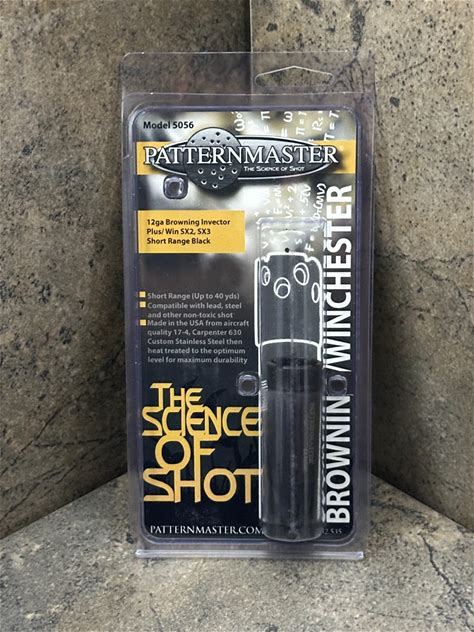 Model 5056
PATTERNMASTER
THE SCIENCE OF SHOT
12ga Browning Invector
Plus/ Win SX2, SX3
Short Range Black
Short Range (Up to 40 yds)
Compatible with lead, steel
and other non-toxic shot
Made in the USA from aircraft
quality 17-4, Carpenter 630
Custom Stainless Steel then
heat treated to the optimum
level for maximum durability
THE
SCIENCE
OF
SHOT
PATTERNMASTER.COM
BROWNIN /WINCHESTER